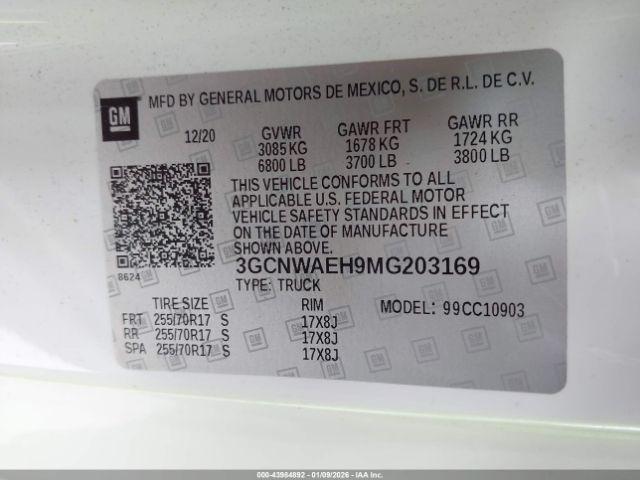 GM
MFD BY GENERAL MOTORS DE MEXICO, S. DE R.L. DE C.V.
12/20 GVWR GAWR FRT GAWR RR
3085 KG 1678 KG 1724 KG
6800 LB 3700 LB 3800 LB
THIS VEHICLE CONFORMS TO ALL
APPLICABLE U.S. FEDERAL MOTOR
VEHICLE SAFETY STANDARDS IN EFFECT
ON THE DATE OF MANUFACTURE
SHOWN ABOVE.
8624
3GCNWAEH9MG203169
TYPE: TRUCK
TIRE SIZE RIM MODEL: 99CC10903
FRT 255/70R17 S 17X8J
RR 255/70R17 S 17X8J
SPA 255/70R17 S 17X8J
000-43984892 - 01/09/2026 - IAAC